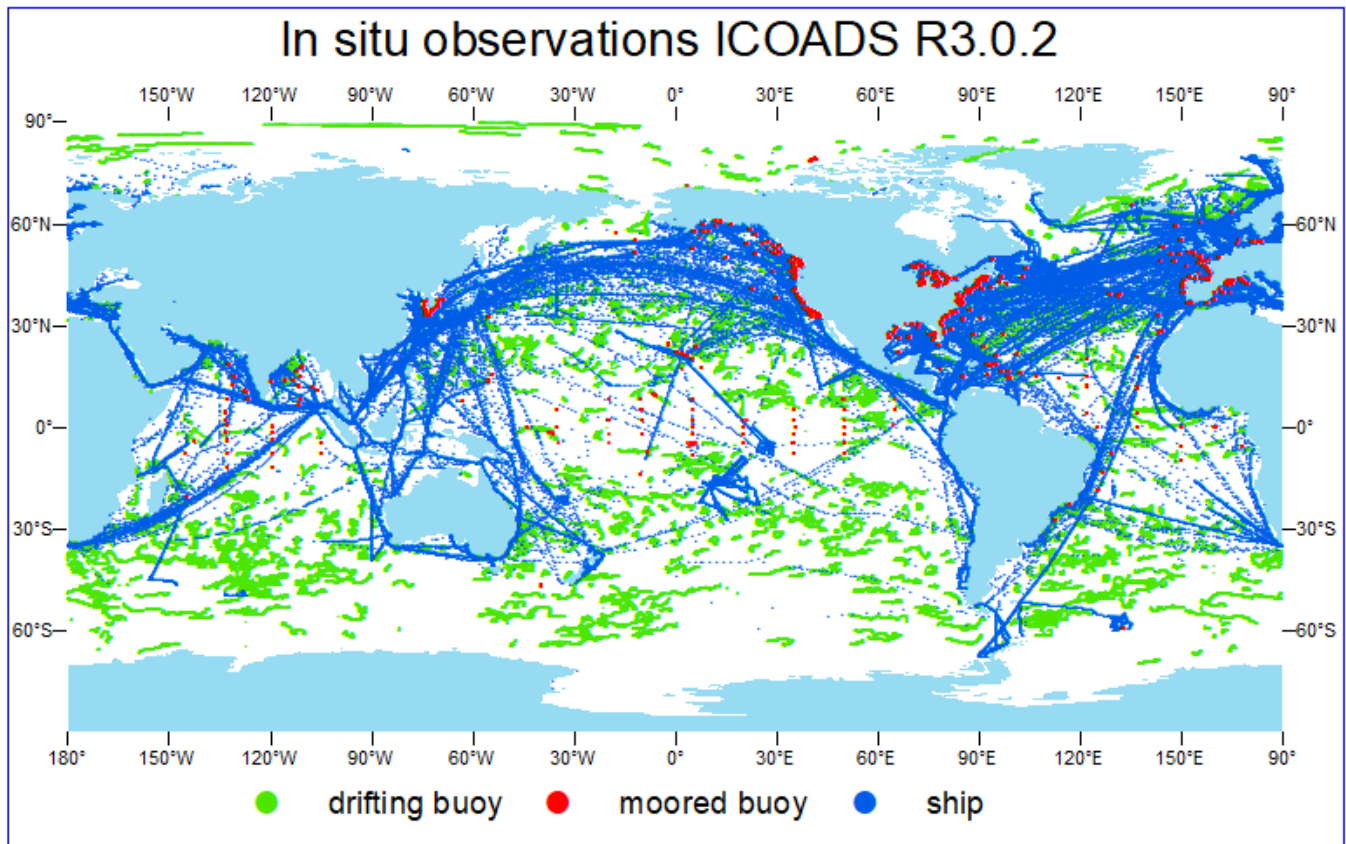 In situ observations ICOADS R3.0.2
150°W 120°W 90°W 60°W 30°W 0° 30°E 60°E 90°E 120°E 150°E 90°
90°
60°N 60°N
30°N 30°N
0° 0°
30°S 30°S
60°S 60°S
180° 150°W 120°W 90°W 60°W 30°W 0° 30°E 60°E 90°E 120°E 150°E 90°
drifting buoy moored buoy ship